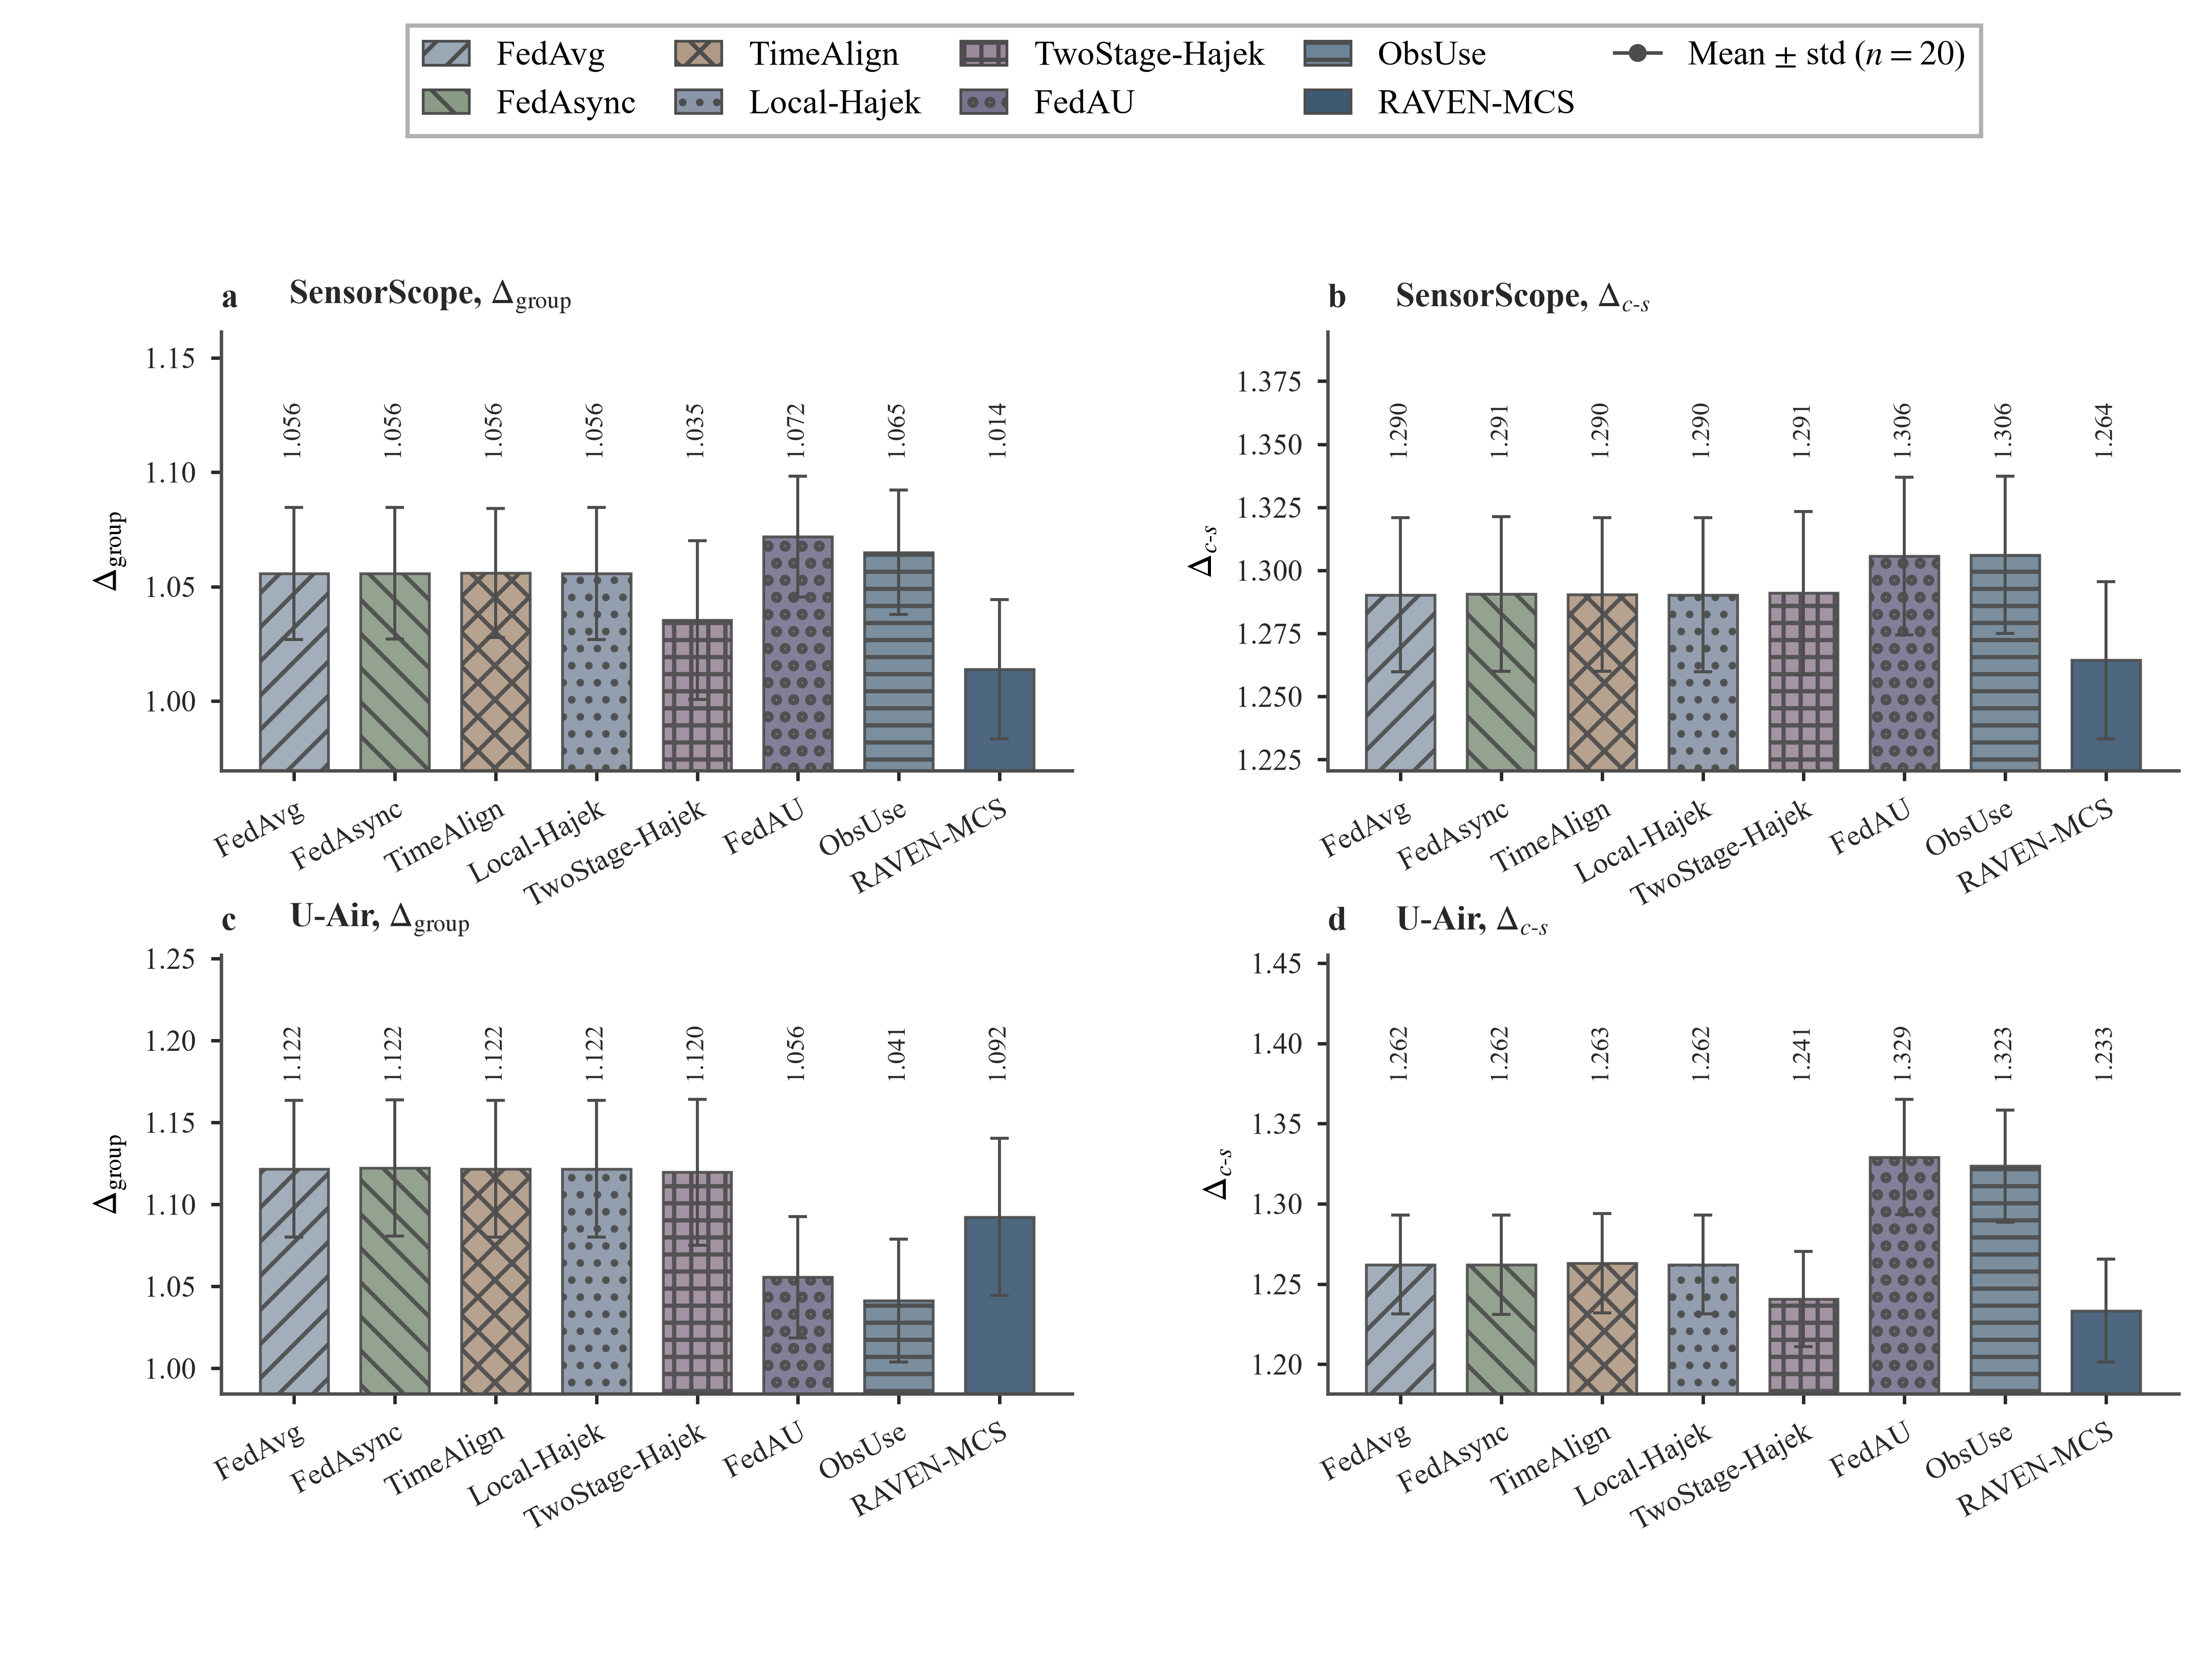 FedAvg TimeAlign TwoStage-Hajek ObsUse Mean ± std (n = 20)
FedAsync Local-Hajek FedAU RAVEN-MCS
a SensorScope, Δgroup
1.15
1.10
1.05
1.00
Δgroup
1.056 1.056 1.056 1.056 1.035 1.072 1.065 1.014
FedAvg FedAsync TimeAlign Local-Hajek TwoStage-Hajek FedAU ObsUse RAVEN-MCS
b SensorScope, Δc-s
1.375
1.350
1.325
1.300
1.275
1.250
1.225
Δc-s
1.290 1.291 1.290 1.290 1.291 1.306 1.306 1.264
FedAvg FedAsync TimeAlign Local-Hajek TwoStage-Hajek FedAU ObsUse RAVEN-MCS
c U-Air, Δgroup
1.25
1.20
1.15
1.10
1.05
1.00
Δgroup
1.122 1.122 1.122 1.122 1.120 1.056 1.041 1.092
FedAvg FedAsync TimeAlign Local-Hajek TwoStage-Hajek FedAU ObsUse RAVEN-MCS
d U-Air, Δc-s
1.45
1.40
1.35
1.30
1.25
1.20
Δc-s
1.262 1.262 1.263 1.262 1.241 1.329 1.323 1.233
FedAvg FedAsync TimeAlign Local-Hajek TwoStage-Hajek FedAU ObsUse RAVEN-MCS